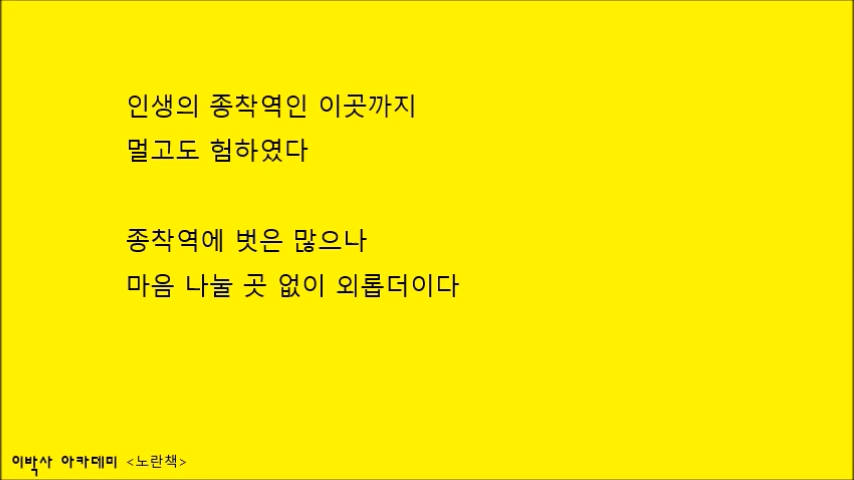 인생의 종착역인 이곳까지
멀고도 험하였다
종착역에 벗은 많으나
마음 나눌 곳 없이 외롭더이다
이박사 아카데미 <노란책>